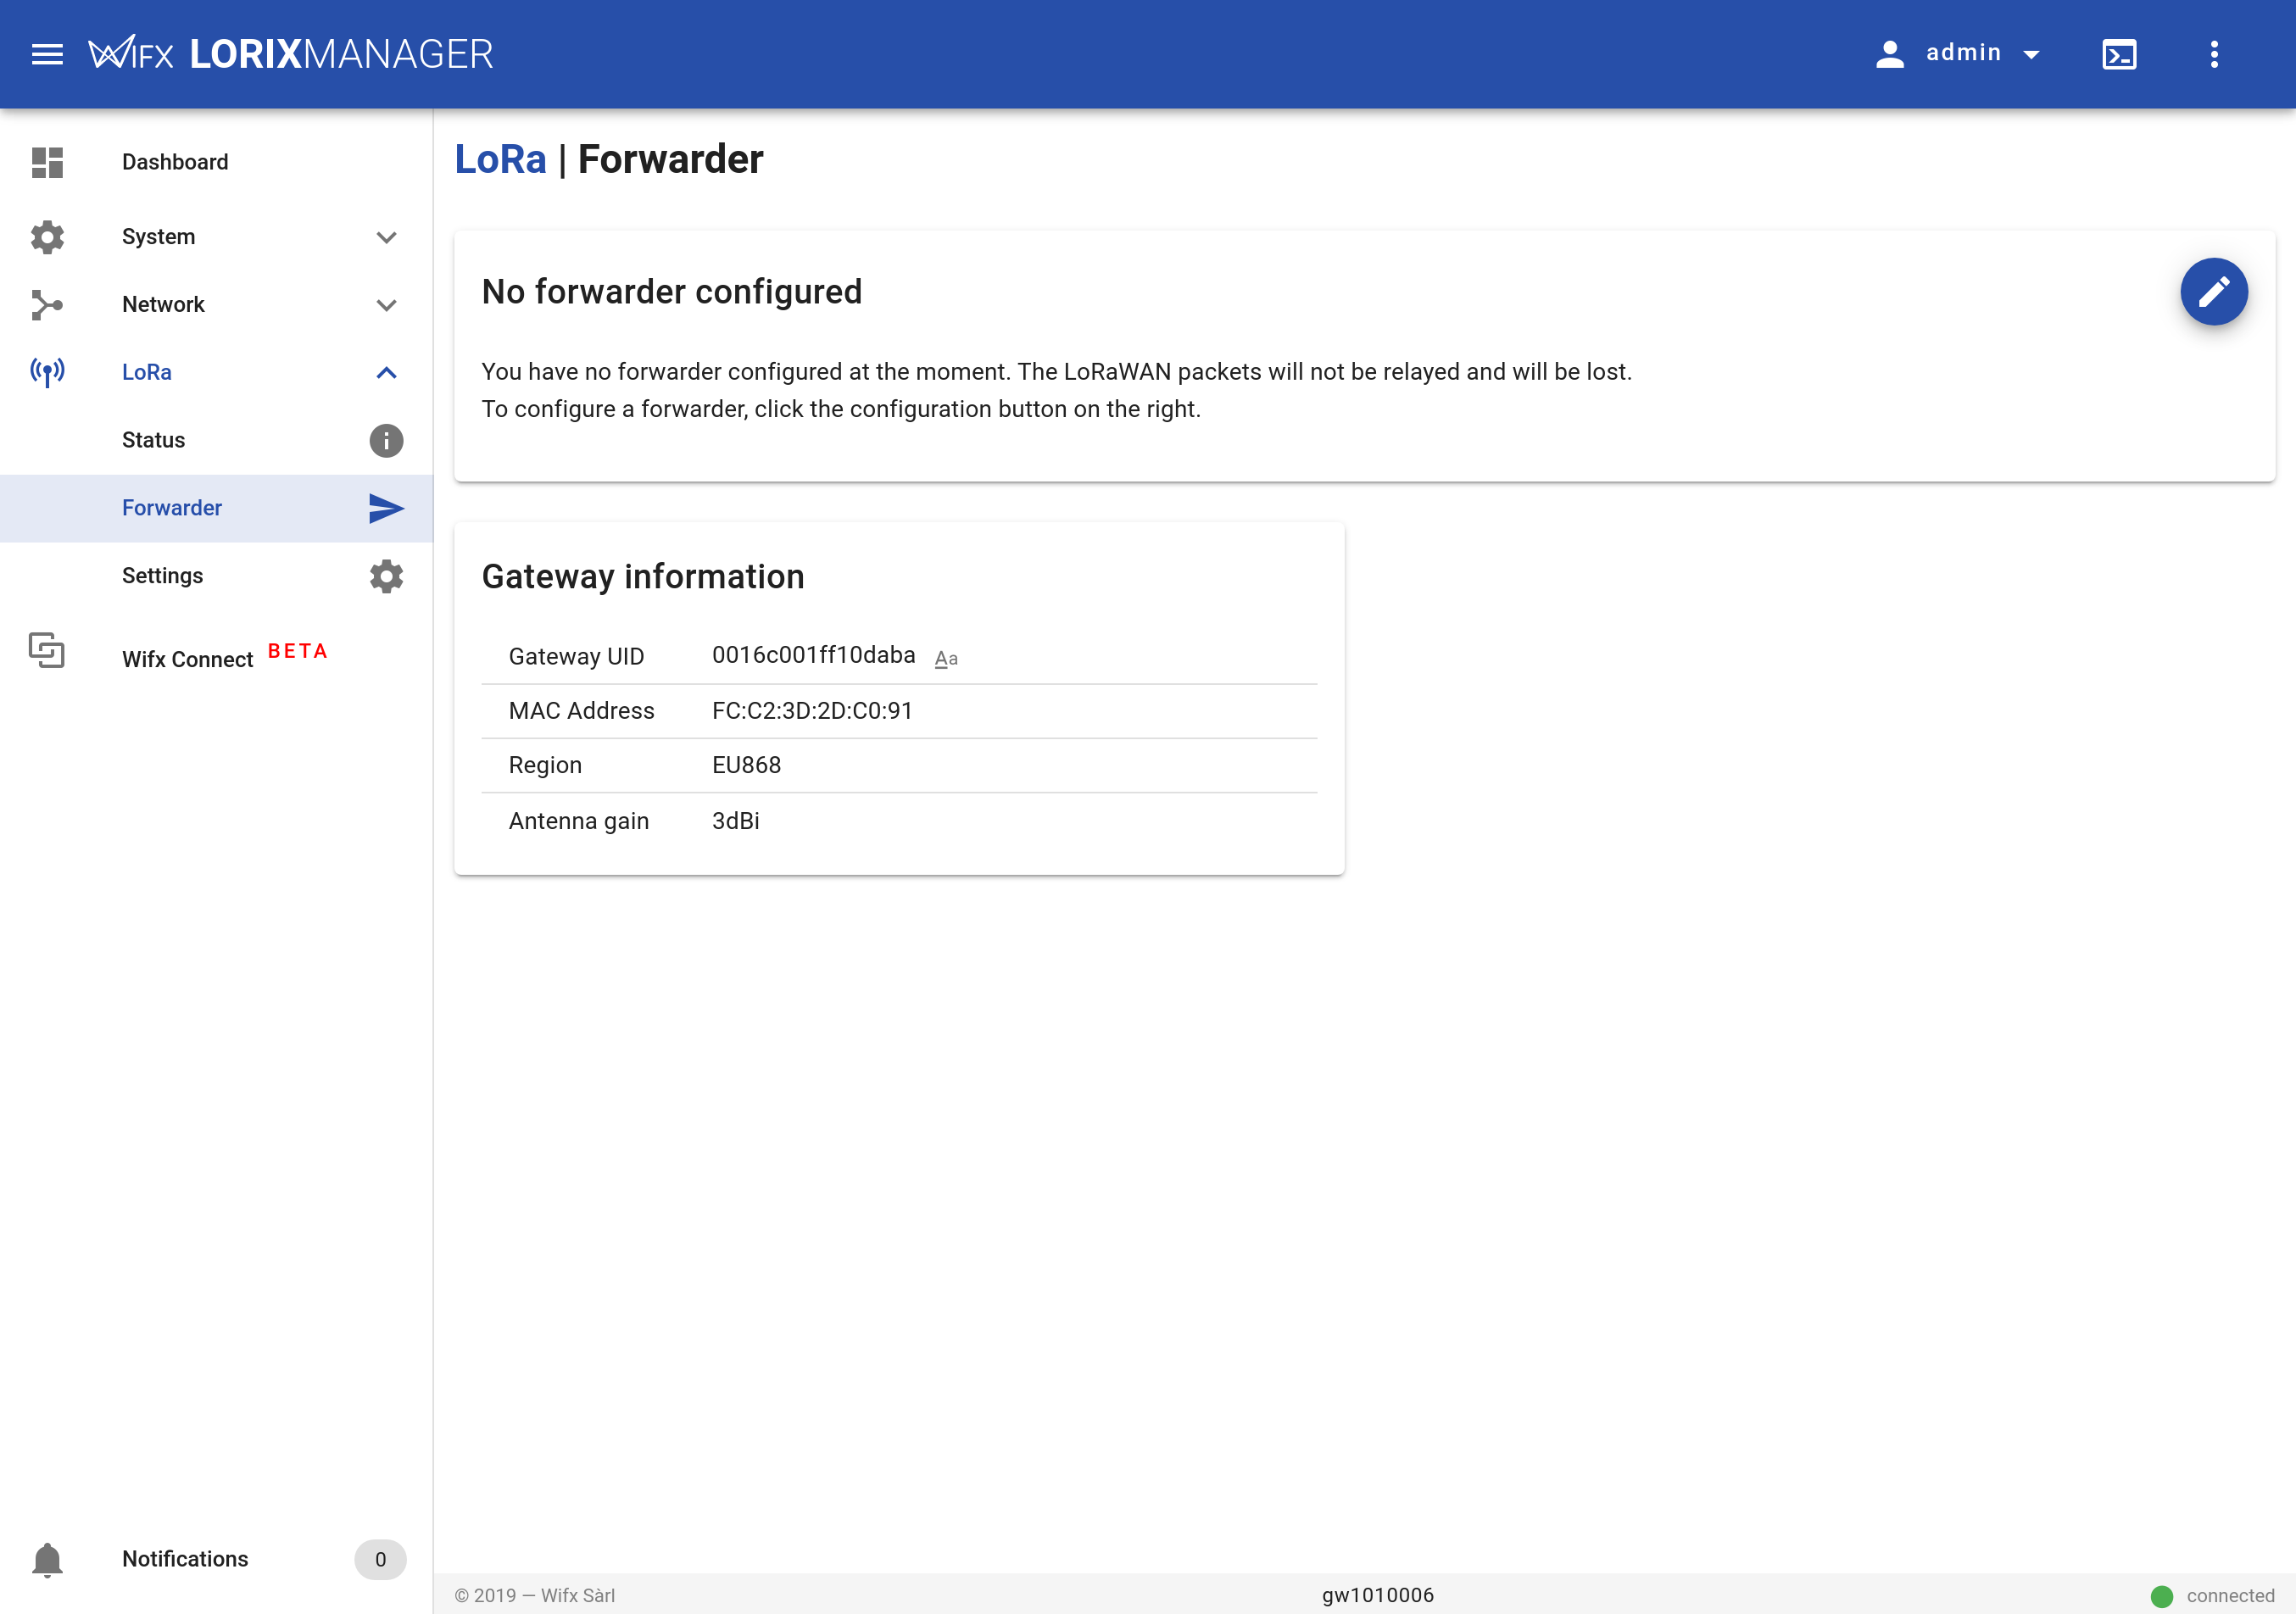 WIFX LORIXMANAGER
admin
Dashboard
System
Network
LoRa
Status
Forwarder
Settings
Wifx Connect BETA
Notifications 0
LoRa | Forwarder
No forwarder configured
You have no forwarder configured at the moment. The LoRaWAN packets will not be relayed and will be lost.
To configure a forwarder, click the configuration button on the right.
Gateway information
Gateway UID 0016c001ff10daba Aa
MAC Address FC:C2:3D:2D:C0:91
Region EU868
Antenna gain 3dBi
© 2019 — Wifx Sàrl gw1010006 connected